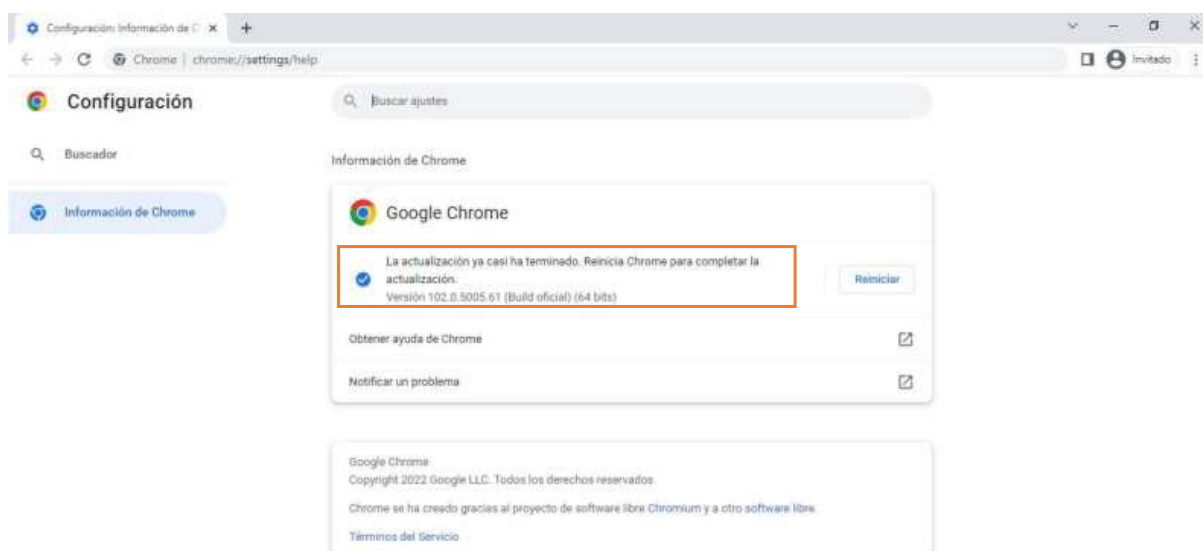 Configuración: Información de C
Chrome | chrome://settings/help
Invitado
Configuración
Buscar ajustes
Buscador
Información de Chrome
Información de Chrome
Google Chrome
La actualización ya casi ha terminado. Reinicia Chrome para completar la
actualización.
Versión 102.0.5005.61 (Build oficial) (64 bits)
Reiniciar
Obtener ayuda de Chrome
Notificar un problema
Google Chrome
Copyright 2022 Google LLC. Todos los derechos reservados.
Chrome se ha creado gracias al proyecto de software libre Chromium y a otro software libre.
Términos del Servicio